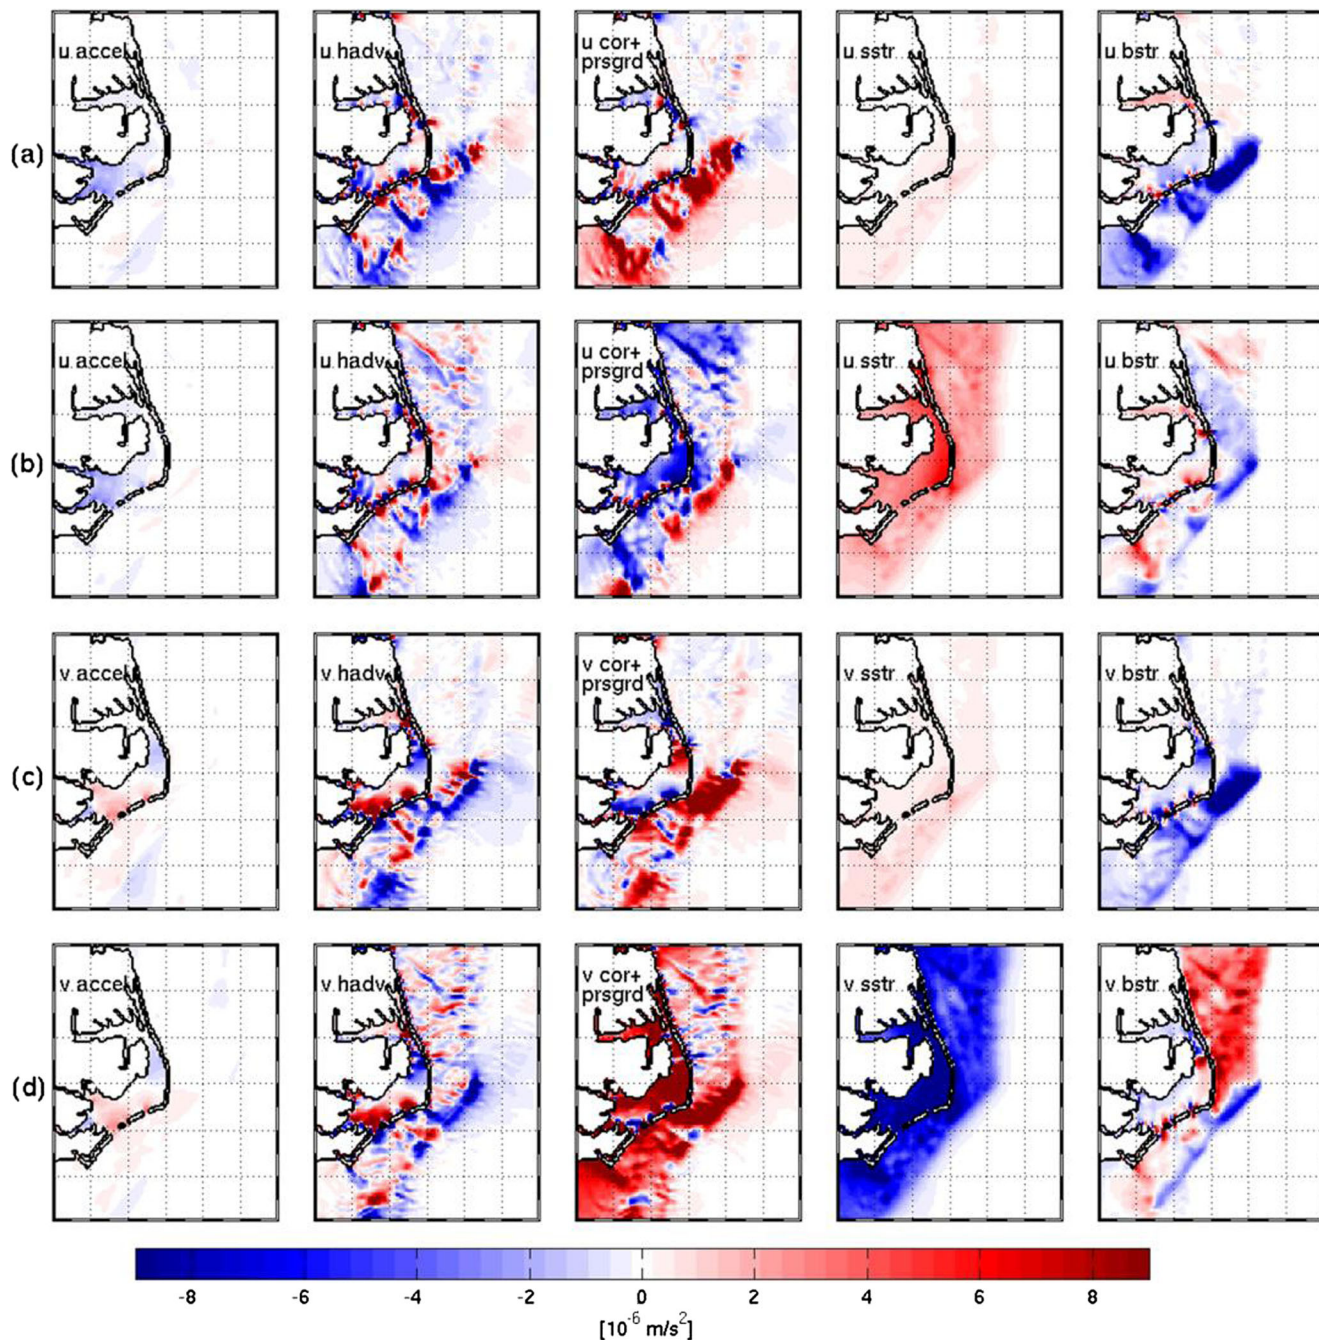 (a)
u accel
u hadv
u cor+
prsgrd
u sstr
u bstr
(b)
u accel
u hadv
u cor+
prsgrd
u sstr
u bstr
(c)
v accel
v hadv
v cor+
prsgrd
v sstr
v bstr
(d)
v accel
v hadv
v cor+
prsgrd
v sstr
v bstr
-8 -6 -4 -2 0 2 4 6 8
[10⁻⁶ m/s²]